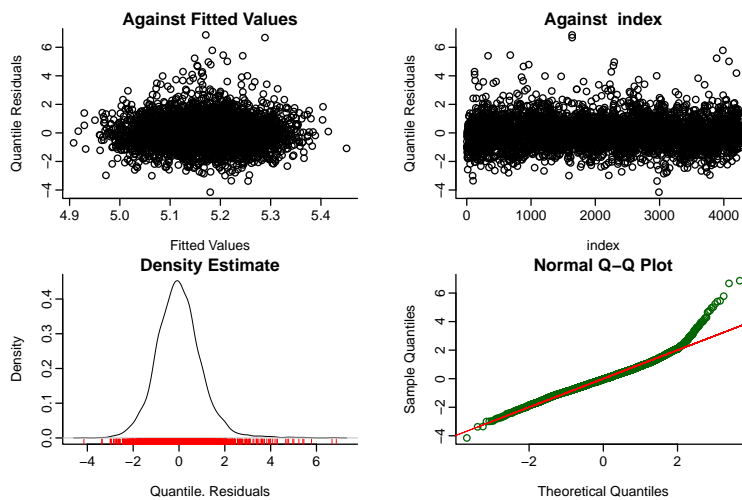 Against Fitted Values
Quantile Residuals
6
4
2
0
−2
−4
4.9 5.0 5.1 5.2 5.3 5.4
Fitted Values
Against index
Quantile Residuals
6
4
2
0
−2
−4
0 1000 2000 3000 4000
index
Density Estimate
Density
0.4
0.3
0.2
0.1
0.0
−4 −2 0 2 4 6
Quantile. Residuals
Normal Q−Q Plot
Sample Quantiles
6
4
2
0
−2
−4
−2 0 2
Theoretical Quantiles